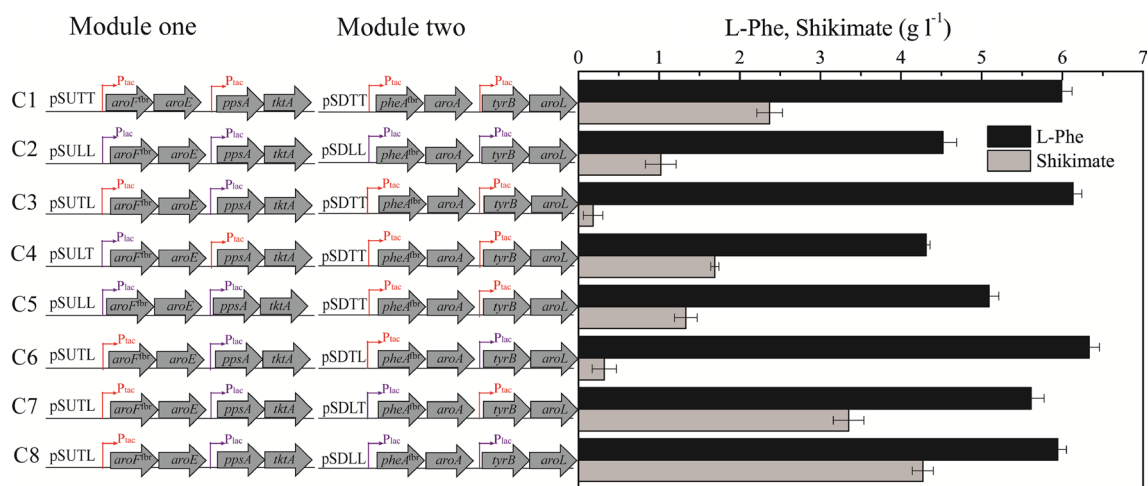 Module one Module two L-Phe, Shikimate (g l⁻¹)
0 1 2 3 4 5 6 7
Ptac Ptac Ptac Ptac
C1 pSUTT aroFfbr aroE ppsA tktA pSDTT pheAfbr aroA tyrB aroL
Plac Plac Plac Plac
C2 pSULL aroFfbr aroE ppsA tktA pSDLL pheAfbr aroA tyrB aroL
L-Phe
Shikimate
Ptac Plac Ptac Ptac
C3 pSUTL aroFfbr aroE ppsA tktA pSDTT pheAfbr aroA tyrB aroL
Plac Ptac Ptac Ptac
C4 pSULT aroFfbr aroE ppsA tktA pSDTT pheAfbr aroA tyrB aroL
Plac Plac Ptac Ptac
C5 pSULL aroFfbr aroE ppsA tktA pSDTT pheAfbr aroA tyrB aroL
Ptac Plac Ptac Plac
C6 pSUTL aroFfbr aroE ppsA tktA pSDTL pheAfbr aroA tyrB aroL
Ptac Plac Plac Ptac
C7 pSUTL aroFfbr aroE ppsA tktA pSDLT pheAfbr aroA tyrB aroL
Ptac Plac Plac Plac
C8 pSUTL aroFfbr aroE ppsA tktA pSDLL pheAfbr aroA tyrB aroL